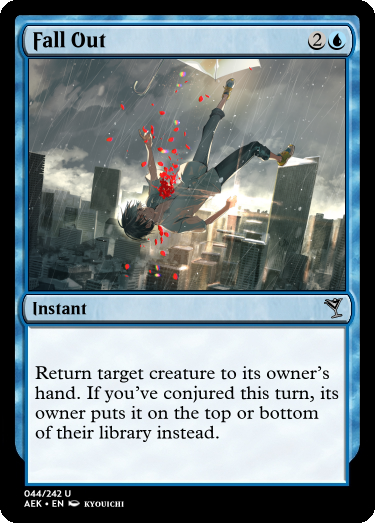 Fall Out 2
Instant
Return target creature to its owner's
hand. If you've conjured this turn, its
owner puts it on the top or bottom
of their library instead.
044/242 U
AEK • EN KYOUICHI